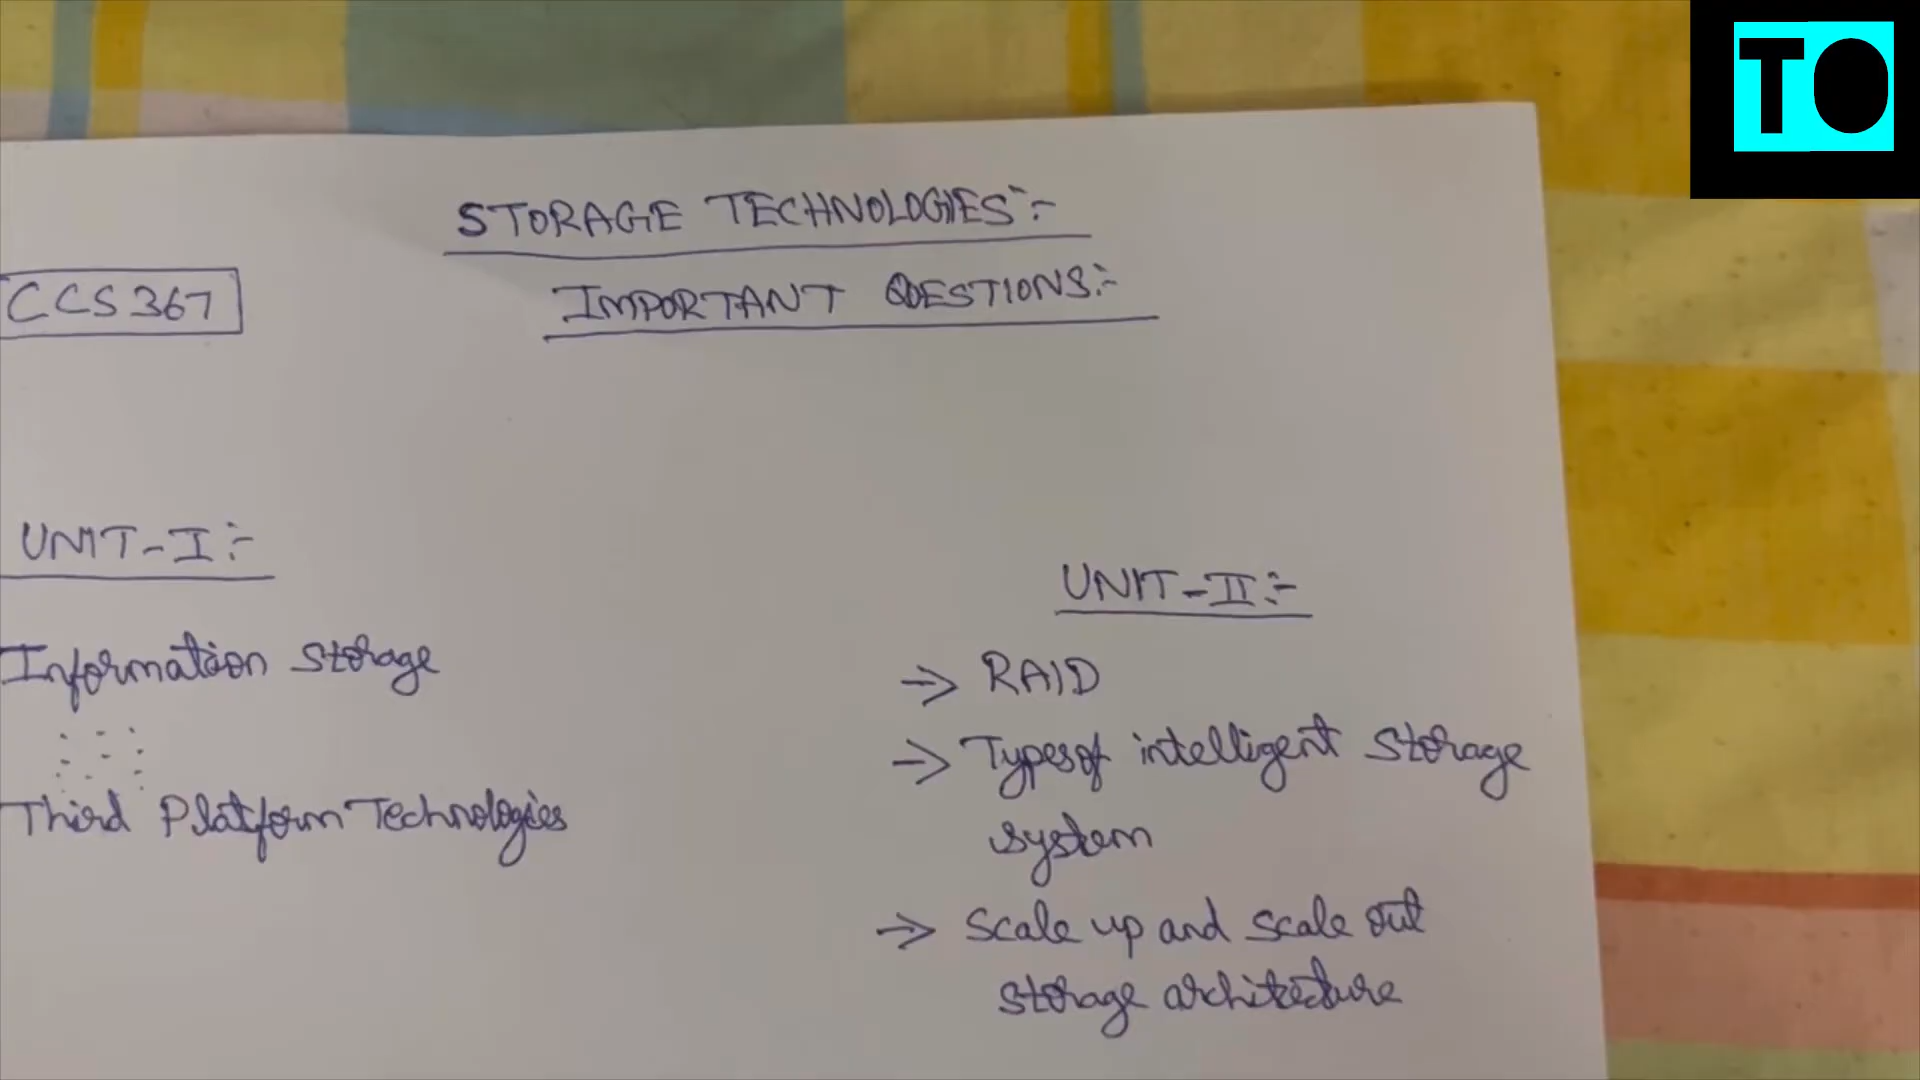 TO
STORAGE TECHNOLOGIES:-
CCS 367
IMPORTANT QUESTIONS:-
UNIT-I:-
Information Storage
Third Platform Technologies
UNIT-II:-
=> RAID
=> Types of intelligent Storage
system
=> Scale up and scale out
storage architecture